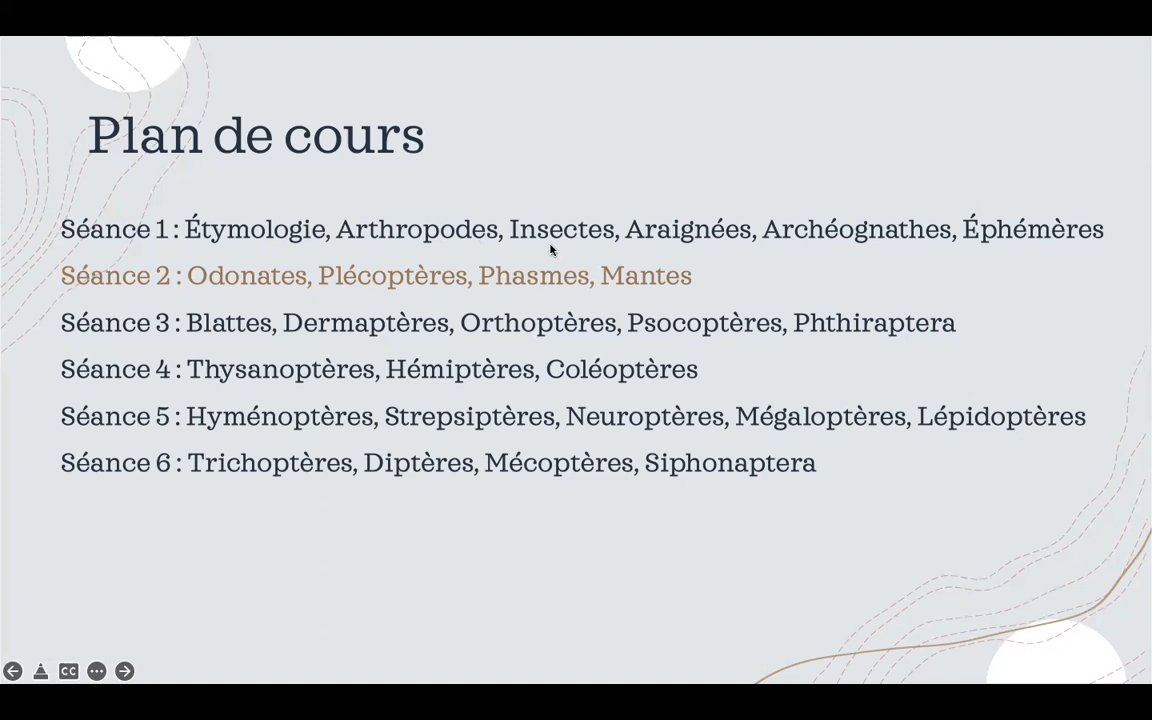 Plan de cours
Séance 1 : Étymologie, Arthropodes, Insectes, Araignées, Archéognathes, Éphémères
Séance 2 : Odonates, Plécoptères, Phasmes, Mantes
Séance 3 : Blattes, Dermaptères, Orthoptères, Psocoptères, Phthiraptera
Séance 4 : Thysanoptères, Hémiptères, Coléoptères
Séance 5 : Hyménoptères, Strepsiptères, Neuroptères, Mégaloptères, Lépidoptères
Séance 6 : Trichoptères, Diptères, Mécoptères, Siphonaptera
CC